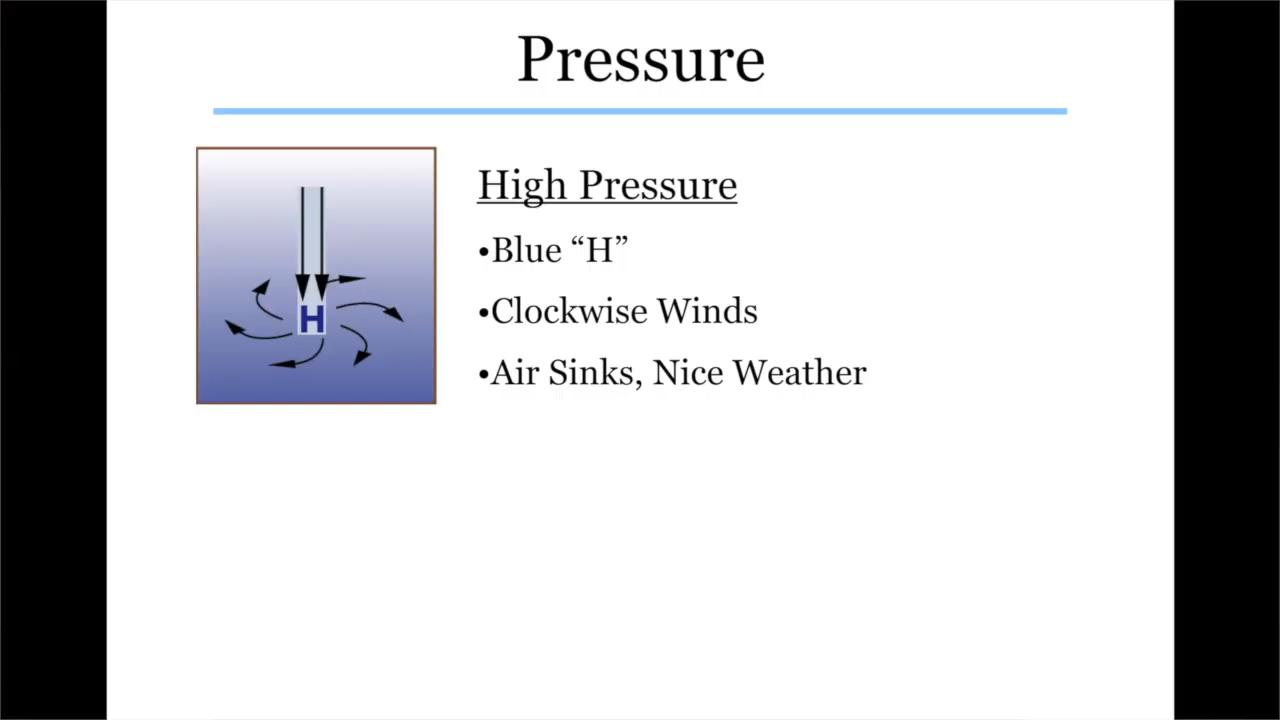 Pressure
High Pressure
•Blue “H”
•Clockwise Winds
•Air Sinks, Nice Weather
H